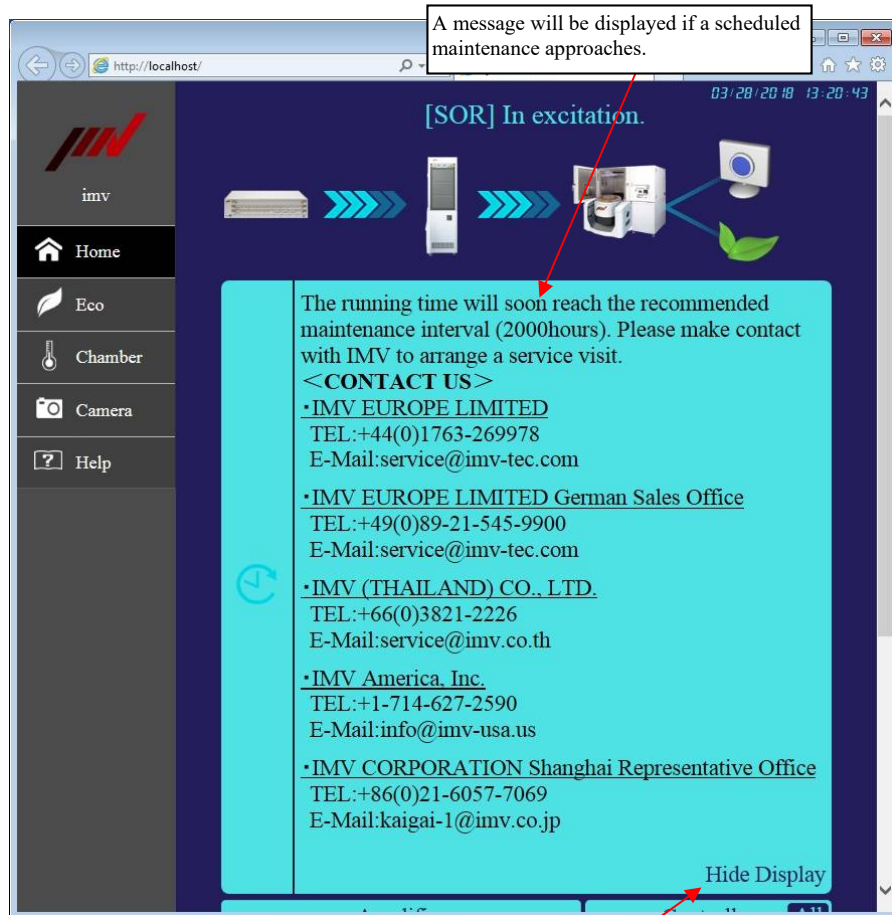 A message will be displayed if a scheduled
maintenance approaches.
http://localhost/
03/28/2018 13:20:43
[SOR] In excitation.
imv
Home
Eco
Chamber
Camera
Help
The running time will soon reach the recommended
maintenance interval (2000hours). Please make contact
with IMV to arrange a service visit.
＜CONTACT US＞
・IMV EUROPE LIMITED
TEL:+44(0)1763-269978
E-Mail:service@imv-tec.com
・IMV EUROPE LIMITED German Sales Office
TEL:+49(0)89-21-545-9900
E-Mail:service@imv-tec.com
・IMV (THAILAND) CO., LTD.
TEL:+66(0)3821-2226
E-Mail:service@imv.co.th
・IMV America, Inc.
TEL:+1-714-627-2590
E-Mail:info@imv-usa.us
・IMV CORPORATION Shanghai Representative Office
TEL:+86(0)21-6057-7069
E-Mail:kaigai-1@imv.co.jp
Hide Display